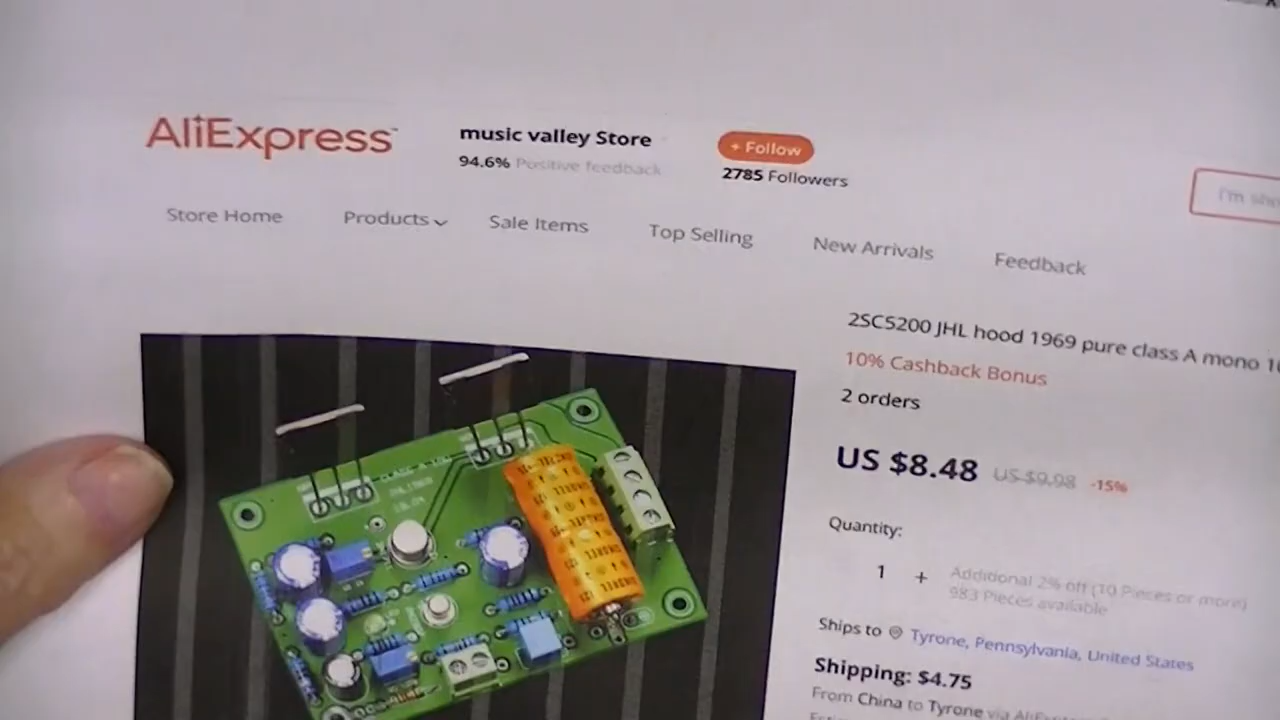 AliExpress
music valley Store
94.6% Positive feedback
+ Follow
2785 Followers
Store Home
Products
Sale Items
Top Selling
New Arrivals
Feedback
I'm sho
2SC5200 JHL hood 1969 pure class A mono
10% Cashback Bonus
2 orders
US $8.48 US $9.98 -15%
Quantity:
1 +
Additional 2% off (10 Pieces or more)
983 Pieces available
Ships to Tyrone, Pennsylvania, United States
Shipping: $4.75
From China to Tyrone via